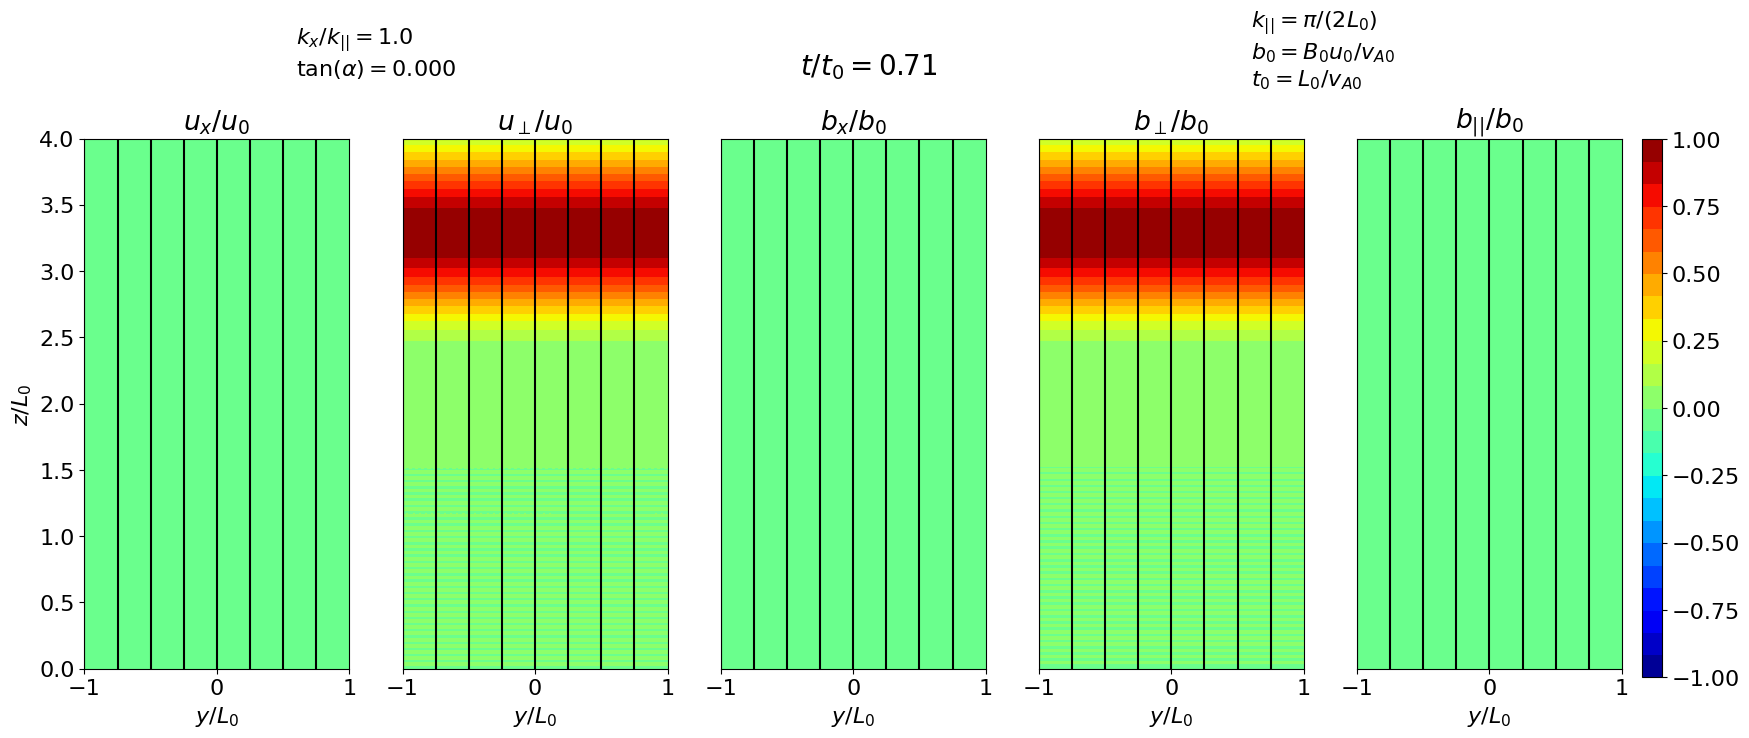 k_x/k_{||} = 1.0
tan(α) = 0.000
t/t_0 = 0.71
k_{||} = π/(2L_0)
b_0 = B_0u_0/v_{A0}
t_0 = L_0/v_{A0}
u_x/u_0
u_⊥/u_0
b_x/b_0
b_⊥/b_0
b_{||}/b_0
z/L_0
4.0
3.5
3.0
2.5
2.0
1.5
1.0
0.5
0.0
−1 0 1
−1 0 1
−1 0 1
−1 0 1
−1 0 1
y/L_0
y/L_0
y/L_0
y/L_0
y/L_0
1.00
0.75
0.50
0.25
0.00
−0.25
−0.50
−0.75
−1.00